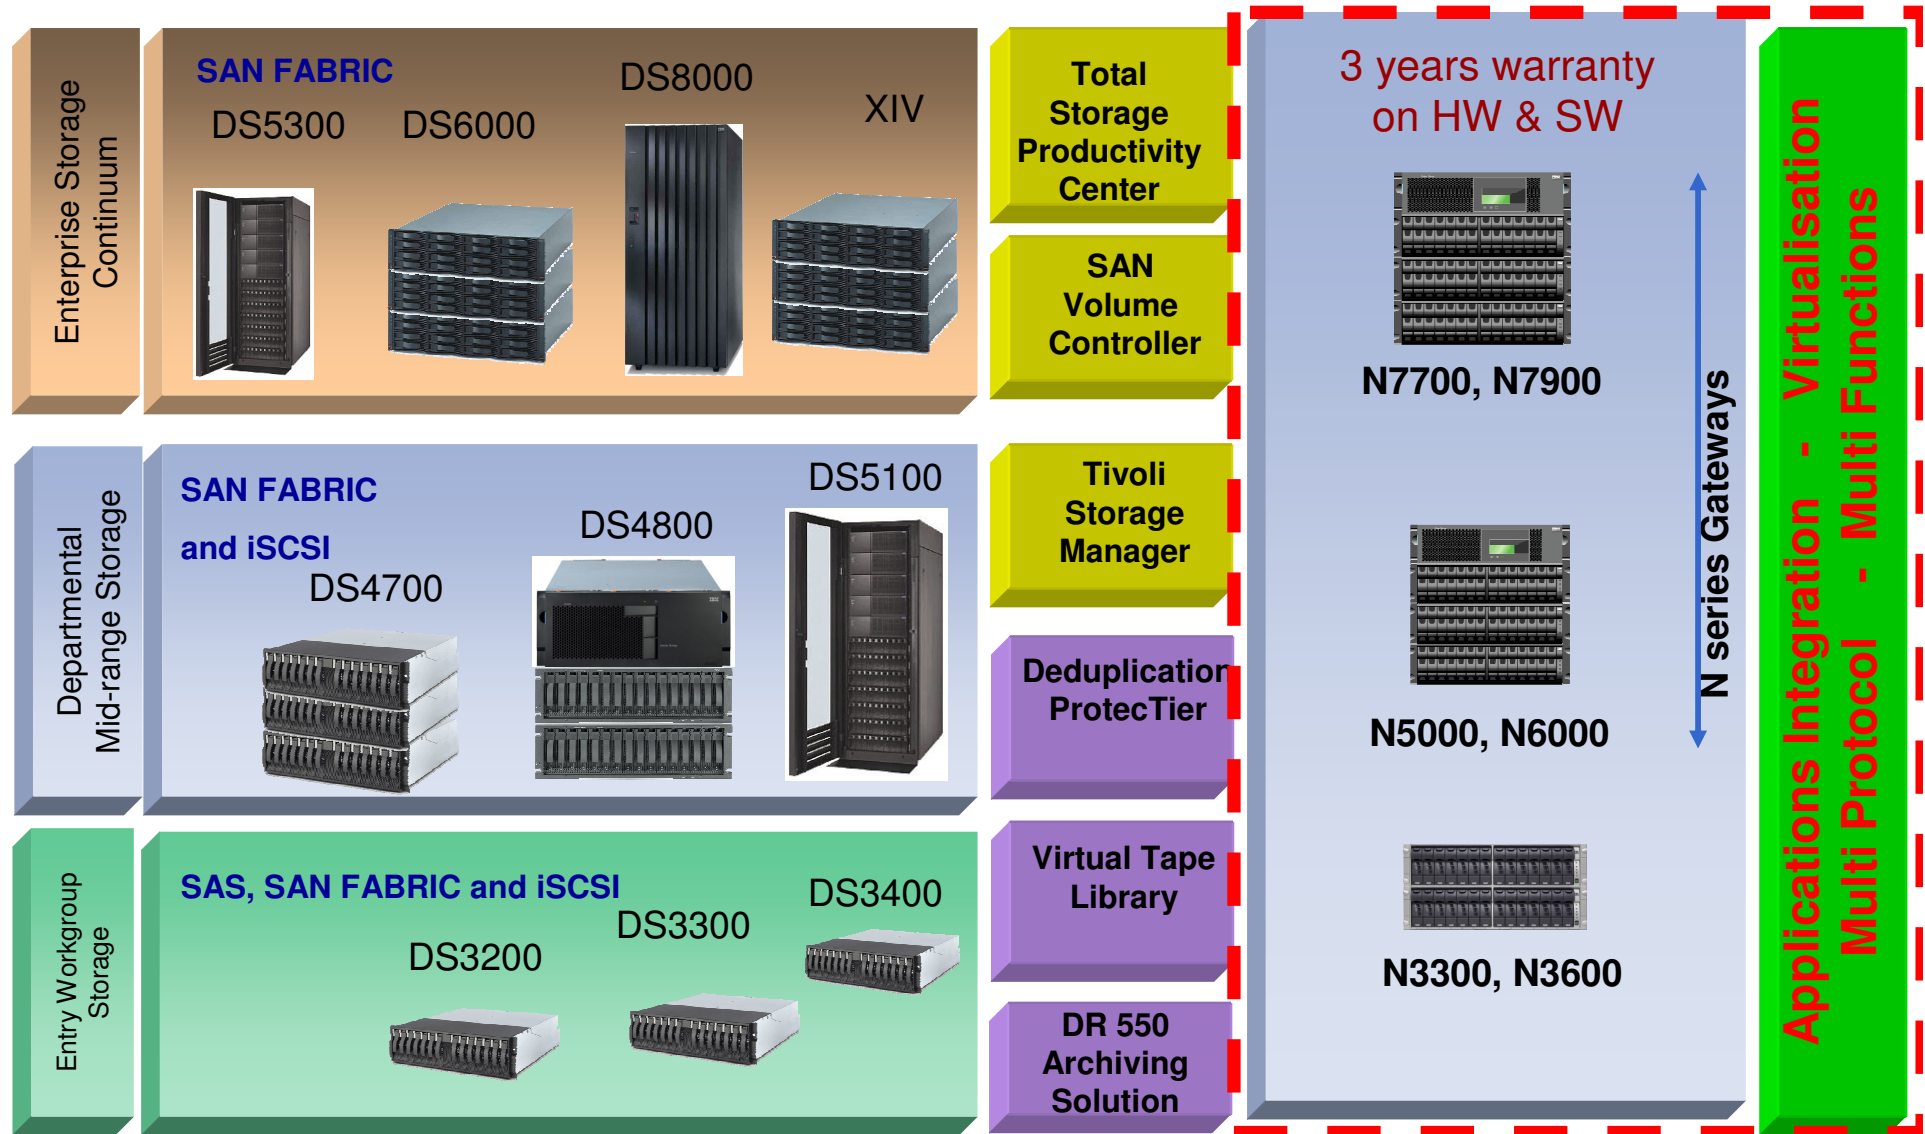 Enterprise Storage
Continuum
SAN FABRIC
DS5300
DS6000
DS8000
XIV
Departmental
Mid-range Storage
SAN FABRIC
and iSCSI
DS4700
DS4800
DS5100
Entry Workgroup
Storage
SAS, SAN FABRIC and iSCSI
DS3200
DS3300
DS3400
Total
Storage
Productivity
Center
SAN
Volume
Controller
Tivoli
Storage
Manager
Deduplication
ProtecTier
Virtual Tape
Library
DR 550
Archiving
Solution
3 years warranty
on HW & SW
N7700, N7900
N5000, N6000
N3300, N3600
N series Gateways
Applications Integration - Virtualisation
Multi Protocol - Multi Functions